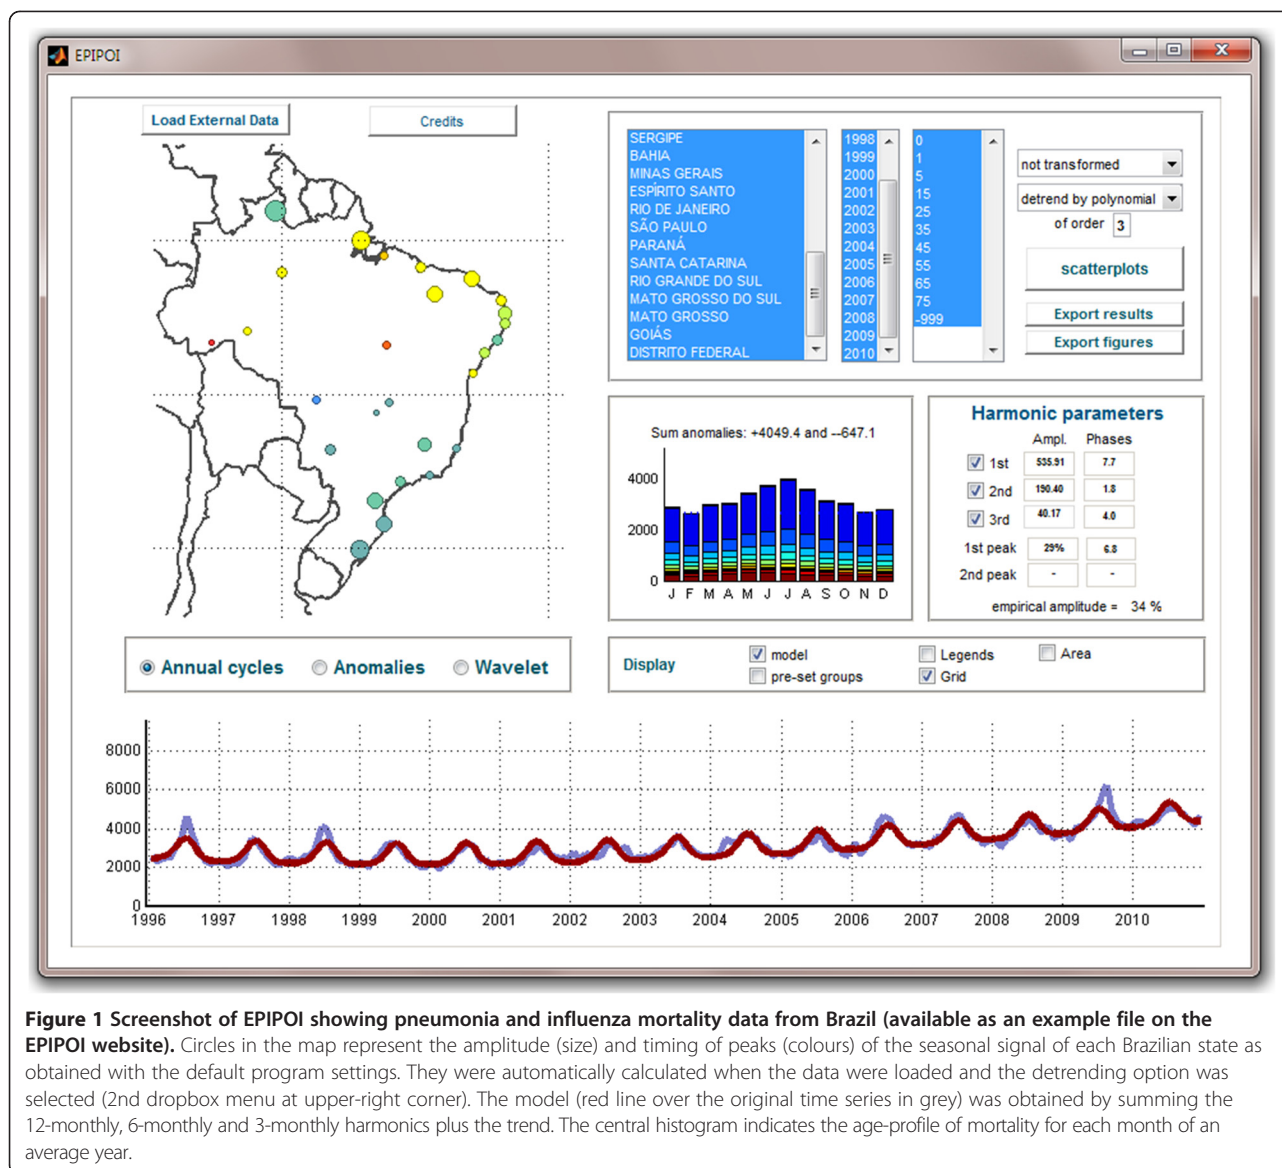 EPIPOI
Load External Data
Credits
SERGIPE
BAHIA
MINAS GERAIS
ESPÍRITO SANTO
RIO DE JANEIRO
SÃO PAULO
PARANÁ
SANTA CATARINA
RIO GRANDE DO SUL
MATO GROSSO DO SUL
MATO GROSSO
GOIÁS
DISTRITO FEDERAL
1998
1999
2000
2001
2002
2003
2004
2005
2006
2007
2008
2009
2010
0
1
5
15
25
35
45
55
65
75
-999
not transformed
detrend by polynomial
of order 3
scatterplots
Export results
Export figures
Sum anomalies: +4049.4 and --647.1
4000
2000
0
J F M A M J J A S O N D
Harmonic parameters
Ampl. Phases
1st 535.91 7.7
2nd 190.40 1.8
3rd 40.17 4.0
1st peak 29% 6.8
2nd peak - -
empirical amplitude = 34 %
Annual cycles Anomalies Wavelet
Display
model
Legends
Area
pre-set groups
Grid
8000
6000
4000
2000
0
1996 1997 1998 1999 2000 2001 2002 2003 2004 2005 2006 2007 2008 2009 2010
Figure 1 Screenshot of EPIPOI showing pneumonia and influenza mortality data from Brazil (available as an example file on the
EPIPOI website). Circles in the map represent the amplitude (size) and timing of peaks (colours) of the seasonal signal of each Brazilian state as
obtained with the default program settings. They were automatically calculated when the data were loaded and the detrending option was
selected (2nd dropbox menu at upper-right corner). The model (red line over the original time series in grey) was obtained by summing the
12-monthly, 6-monthly and 3-monthly harmonics plus the trend. The central histogram indicates the age-profile of mortality for each month of an
average year.